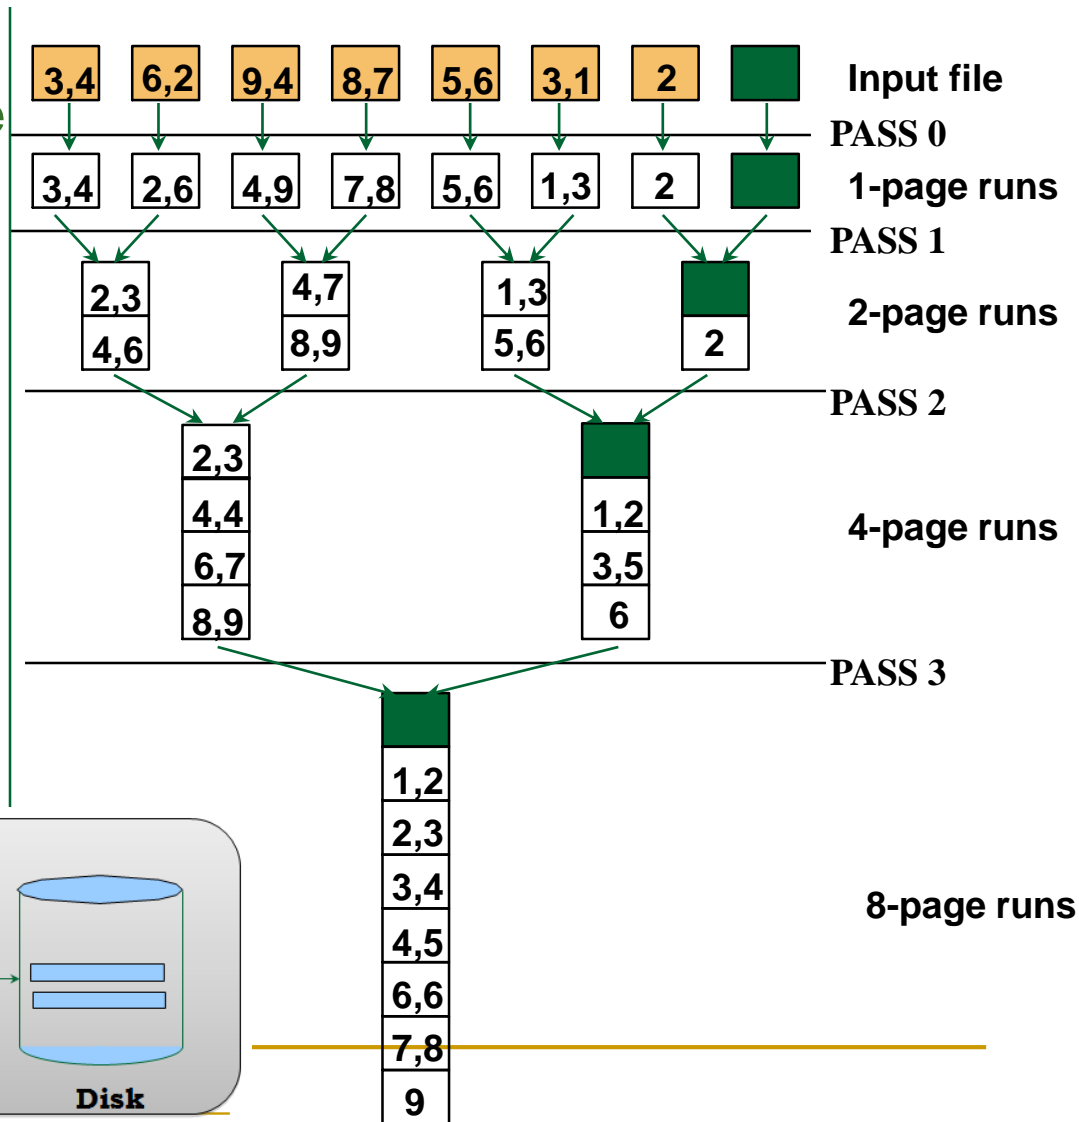 3,4 6,2 9,4 8,7 5,6 3,1 2 Input file
e
PASS 0
3,4 2,6 4,9 7,8 5,6 1,3 2 1-page runs
PASS 1
2,3 4,7 1,3
2-page runs
4,6 8,9 5,6 2
PASS 2
2,3
4,4 1,2
4-page runs
6,7 3,5
8,9 6
PASS 3
1,2
2,3
3,4
8-page runs
4,5
6,6
7,8
Disk
9